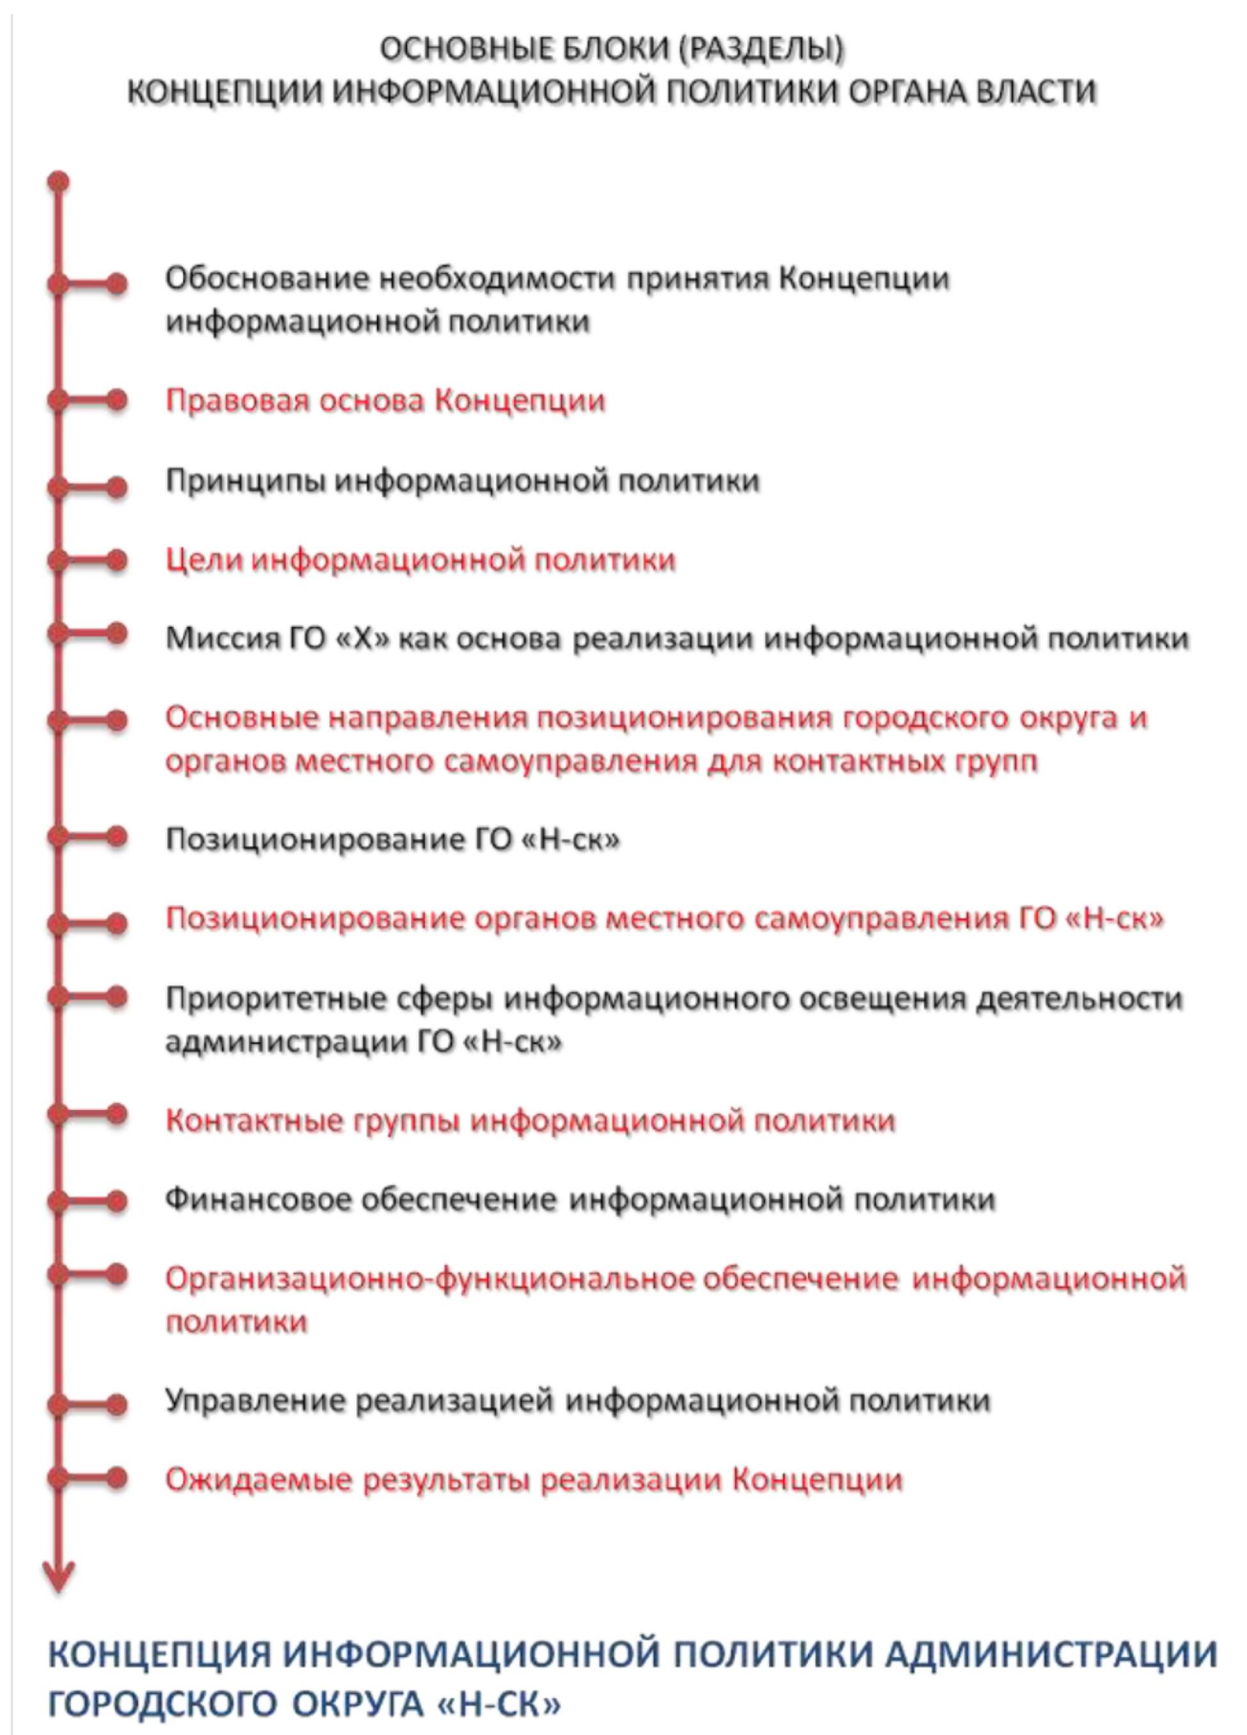 ОСНОВНЫЕ БЛОКИ (РАЗДЕЛЫ)
КОНЦЕПЦИИ ИНФОРМАЦИОННОЙ ПОЛИТИКИ ОРГАНА ВЛАСТИ
Обоснование необходимости принятия Концепции
информационной политики
Правовая основа Концепции
Принципы информационной политики
Цели информационной политики
Миссия ГО «Х» как основа реализации информационной политики
Основные направления позиционирования городского округа и
органов местного самоуправления для контактных групп
Позиционирование ГО «Н-ск»
Позиционирование органов местного самоуправления ГО «Н-ск»
Приоритетные сферы информационного освещения деятельности
администрации ГО «Н-ск»
Контактные группы информационной политики
Финансовое обеспечение информационной политики
Организационно-функциональное обеспечение информационной
политики
Управление реализацией информационной политики
Ожидаемые результаты реализации Концепции
КОНЦЕПЦИЯ ИНФОРМАЦИОННОЙ ПОЛИТИКИ АДМИНИСТРАЦИИ
ГОРОДСКОГО ОКРУГА «Н-СК»